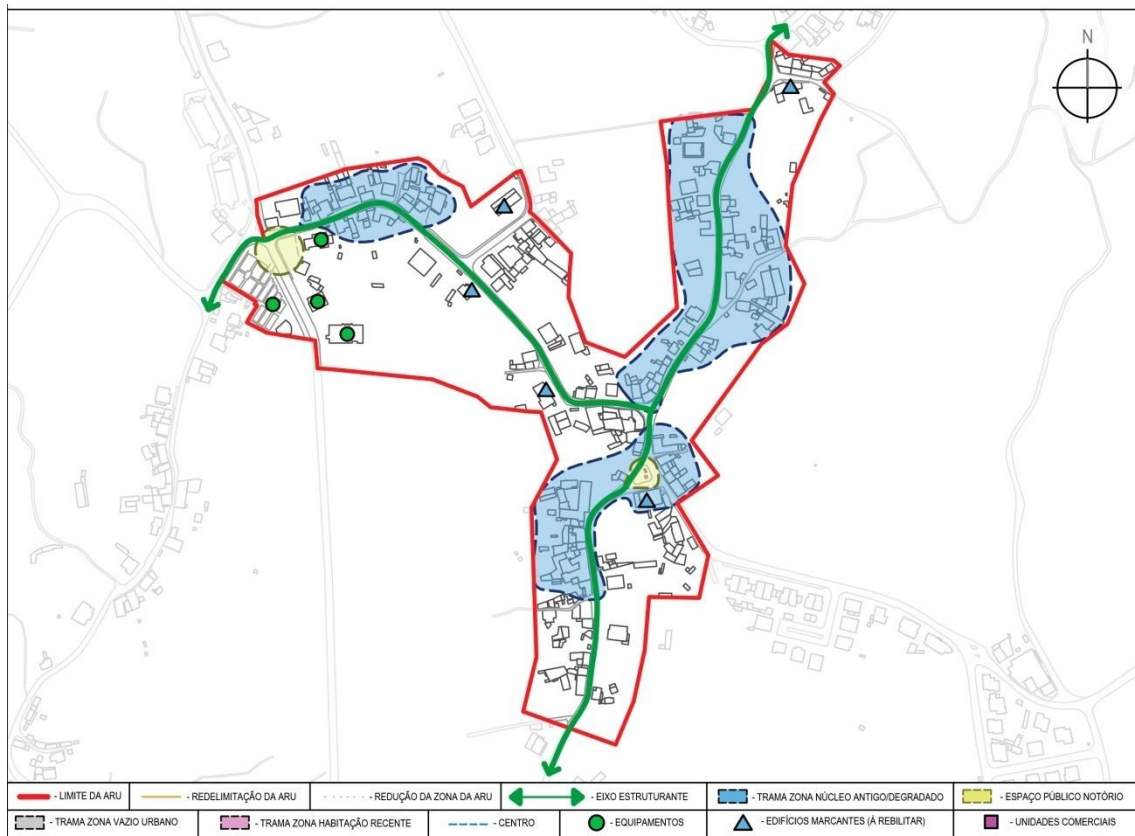 N
- LIMITE DA ARU - REDELIMITAÇÃO DA ARU - REDUÇÃO DA ZONA DA ARU - EIXO ESTRUTURANTE - TRAMA ZONA NÚCLEO ANTIGO/DEGRADADO - ESPAÇO PÚBLICO NOTÓRIO
- TRAMA ZONA VAZIO URBANO - TRAMA ZONA HABITAÇÃO RECENTE - CENTRO - EQUIPAMENTOS - EDIFÍCIOS MARCANTES (Á REBILITAR) - UNIDADES COMERCIAIS